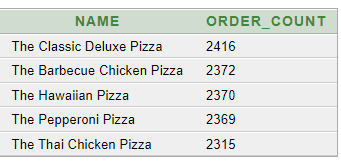 NAME ORDER_COUNT
The Classic Deluxe Pizza 2416
The Barbecue Chicken Pizza 2372
The Hawaiian Pizza 2370
The Pepperoni Pizza 2369
The Thai Chicken Pizza 2315